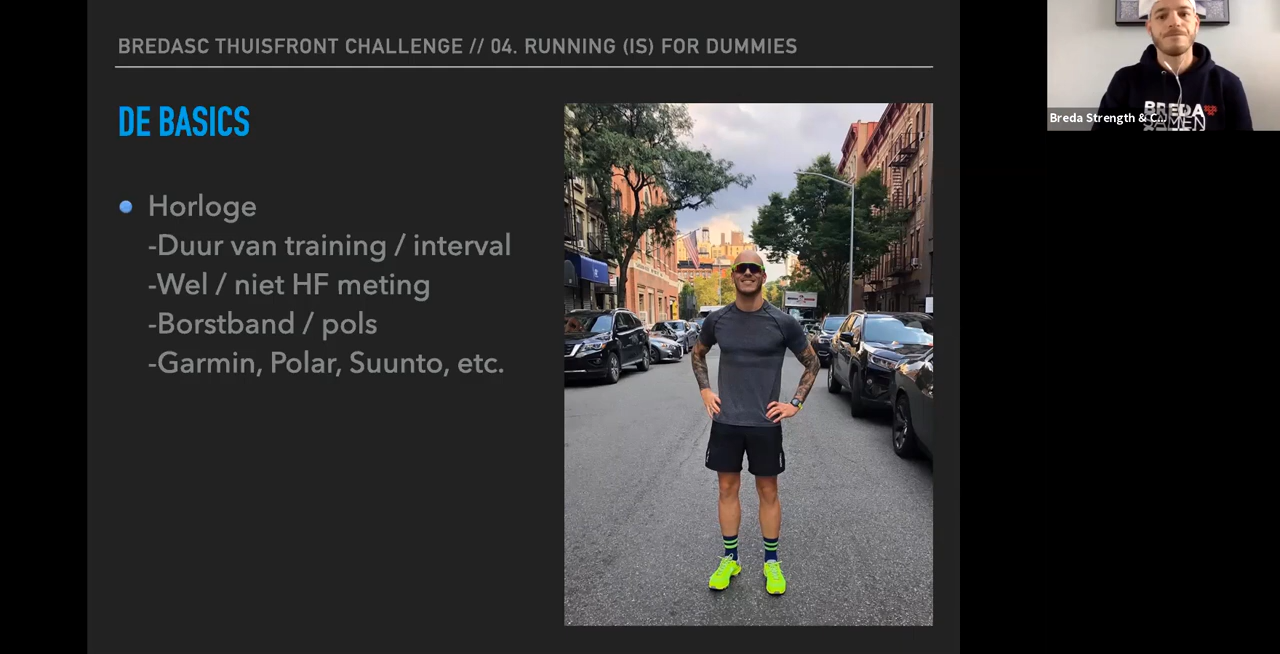 BREDASC THUISFRONT CHALLENGE // 04. RUNNING (IS) FOR DUMMIES
DE BASICS
Horloge
-Duur van training / interval
-Wel / niet HF meting
-Borstband / pols
-Garmin, Polar, Suunto, etc.
BREDA
SAMEN
Breda Strength & C...